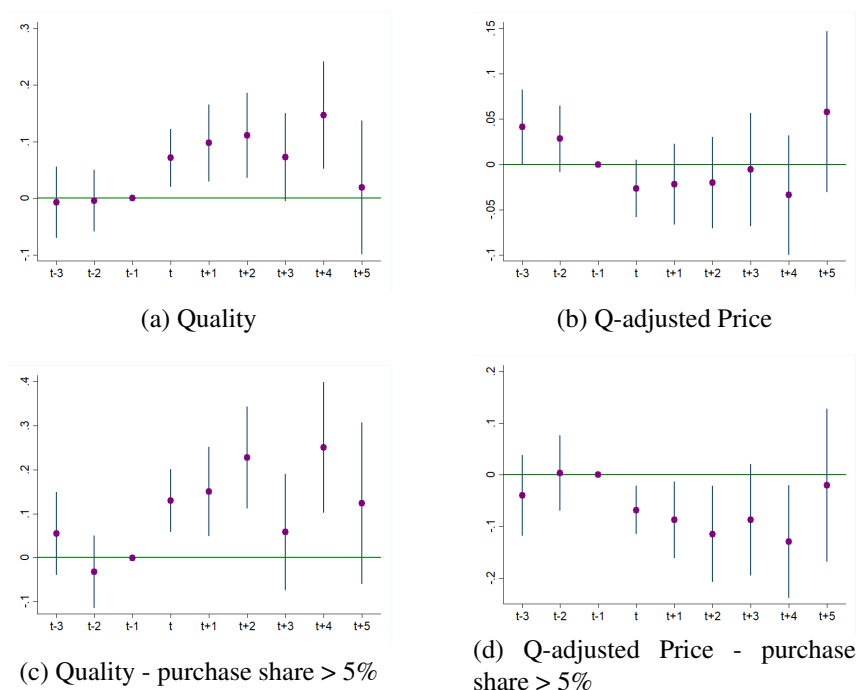 .3
.2
.1
0
-.1
t-3 t-2 t-1 t t+1 t+2 t+3 t+4 t+5
(a) Quality
.15
.1
.05
0
-.05
-.1
t-3 t-2 t-1 t t+1 t+2 t+3 t+4 t+5
(b) Q-adjusted Price
.4
.3
.2
.1
0
-.1
t-3 t-2 t-1 t t+1 t+2 t+3 t+4 t+5
(c) Quality - purchase share > 5%
.2
.1
0
-.1
-.2
t-3 t-2 t-1 t t+1 t+2 t+3 t+4 t+5
(d) Q-adjusted Price - purchase
share > 5%